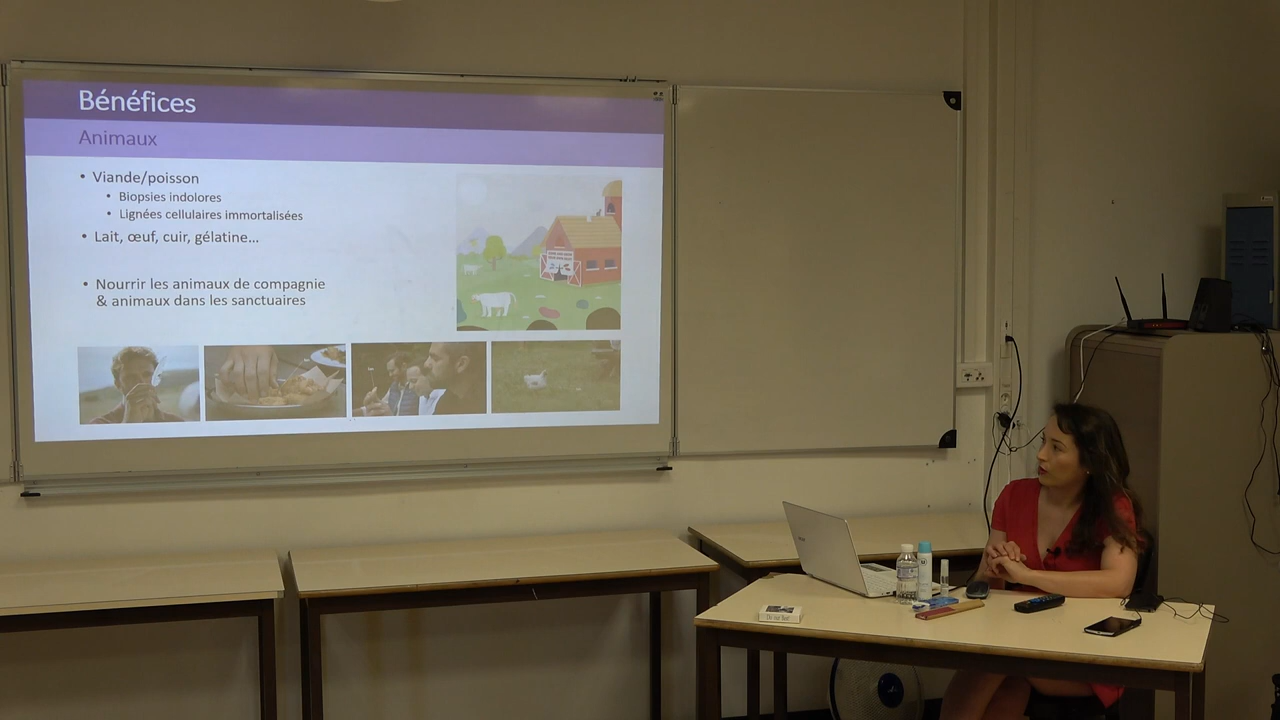 Bénéfices
Animaux
• Viande/poisson
• Biopsies indolores
• Lignées cellulaires immortalisées
• Lait, œuf, cuir, gélatine...
• Nourrir les animaux de compagnie
& animaux dans les sanctuaires